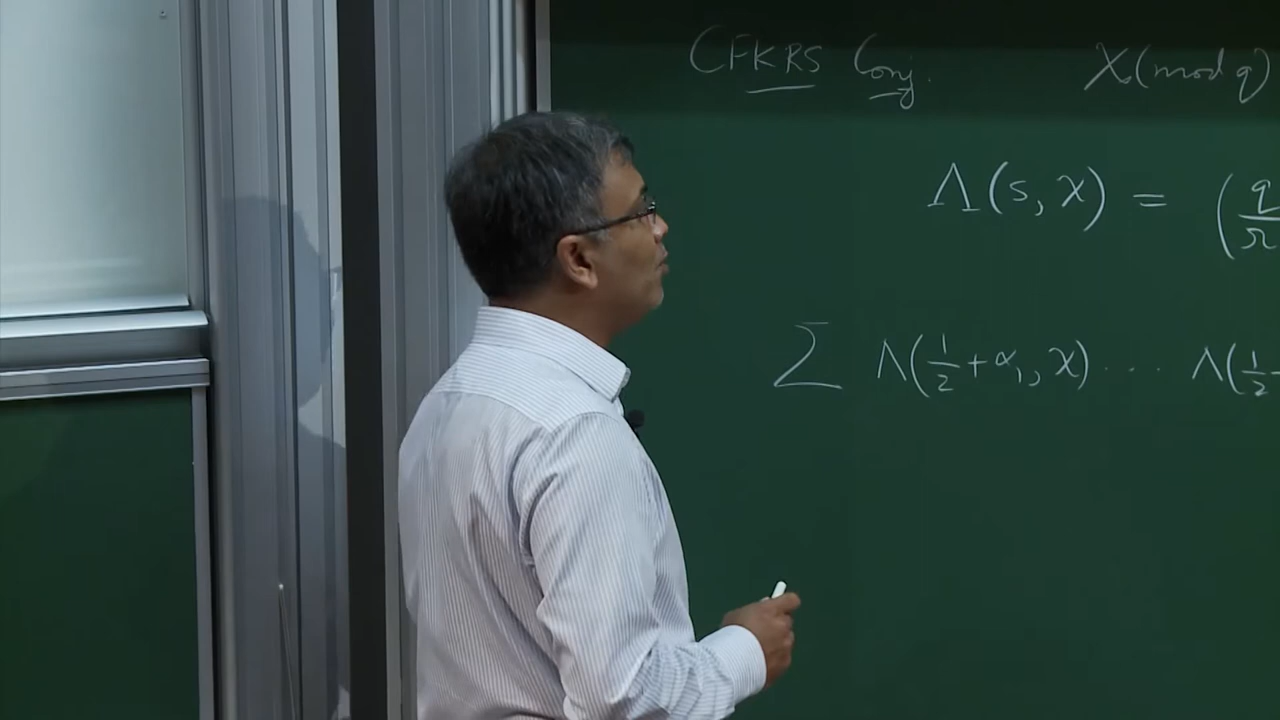 CFKRS Conj. χ(mod q)
Λ(s, χ) = (q/π
∑ Λ(1/2+α₁, χ) ···· Λ(1/2-